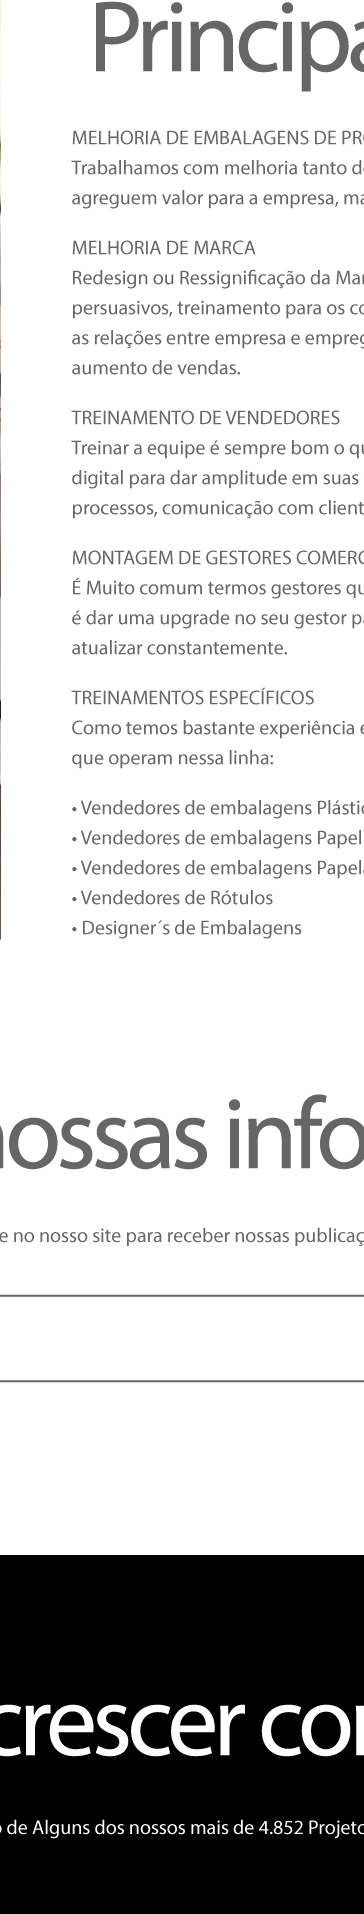 Principa
MELHORIA DE EMBALAGENS DE PRO
Trabalhamos com melhoria tanto de
agreguem valor para a empresa, ma
MELHORIA DE MARCA
Redesign ou Ressignificação da Mar
persuasivos, treinamento para os co
as relações entre empresa e empreg
aumento de vendas.
TREINAMENTO DE VENDEDORES
Treinar a equipe é sempre bom o qu
digital para dar amplitude em suas
processos, comunicação com client
MONTAGEM DE GESTORES COMERC
É Muito comum termos gestores qu
é dar uma upgrade no seu gestor pa
atualizar constantemente.
TREINAMENTOS ESPECÍFICOS
Como temos bastante experiência e
que operam nessa linha:
• Vendedores de embalagens Plástic
• Vendedores de embalagens Papel
• Vendedores de embalagens Papela
• Vendedores de Rótulos
• Designer´s de Embalagens
nossas info
e no nosso site para receber nossas publicaç
crescer con
o de Alguns dos nossos mais de 4.852 Projeto